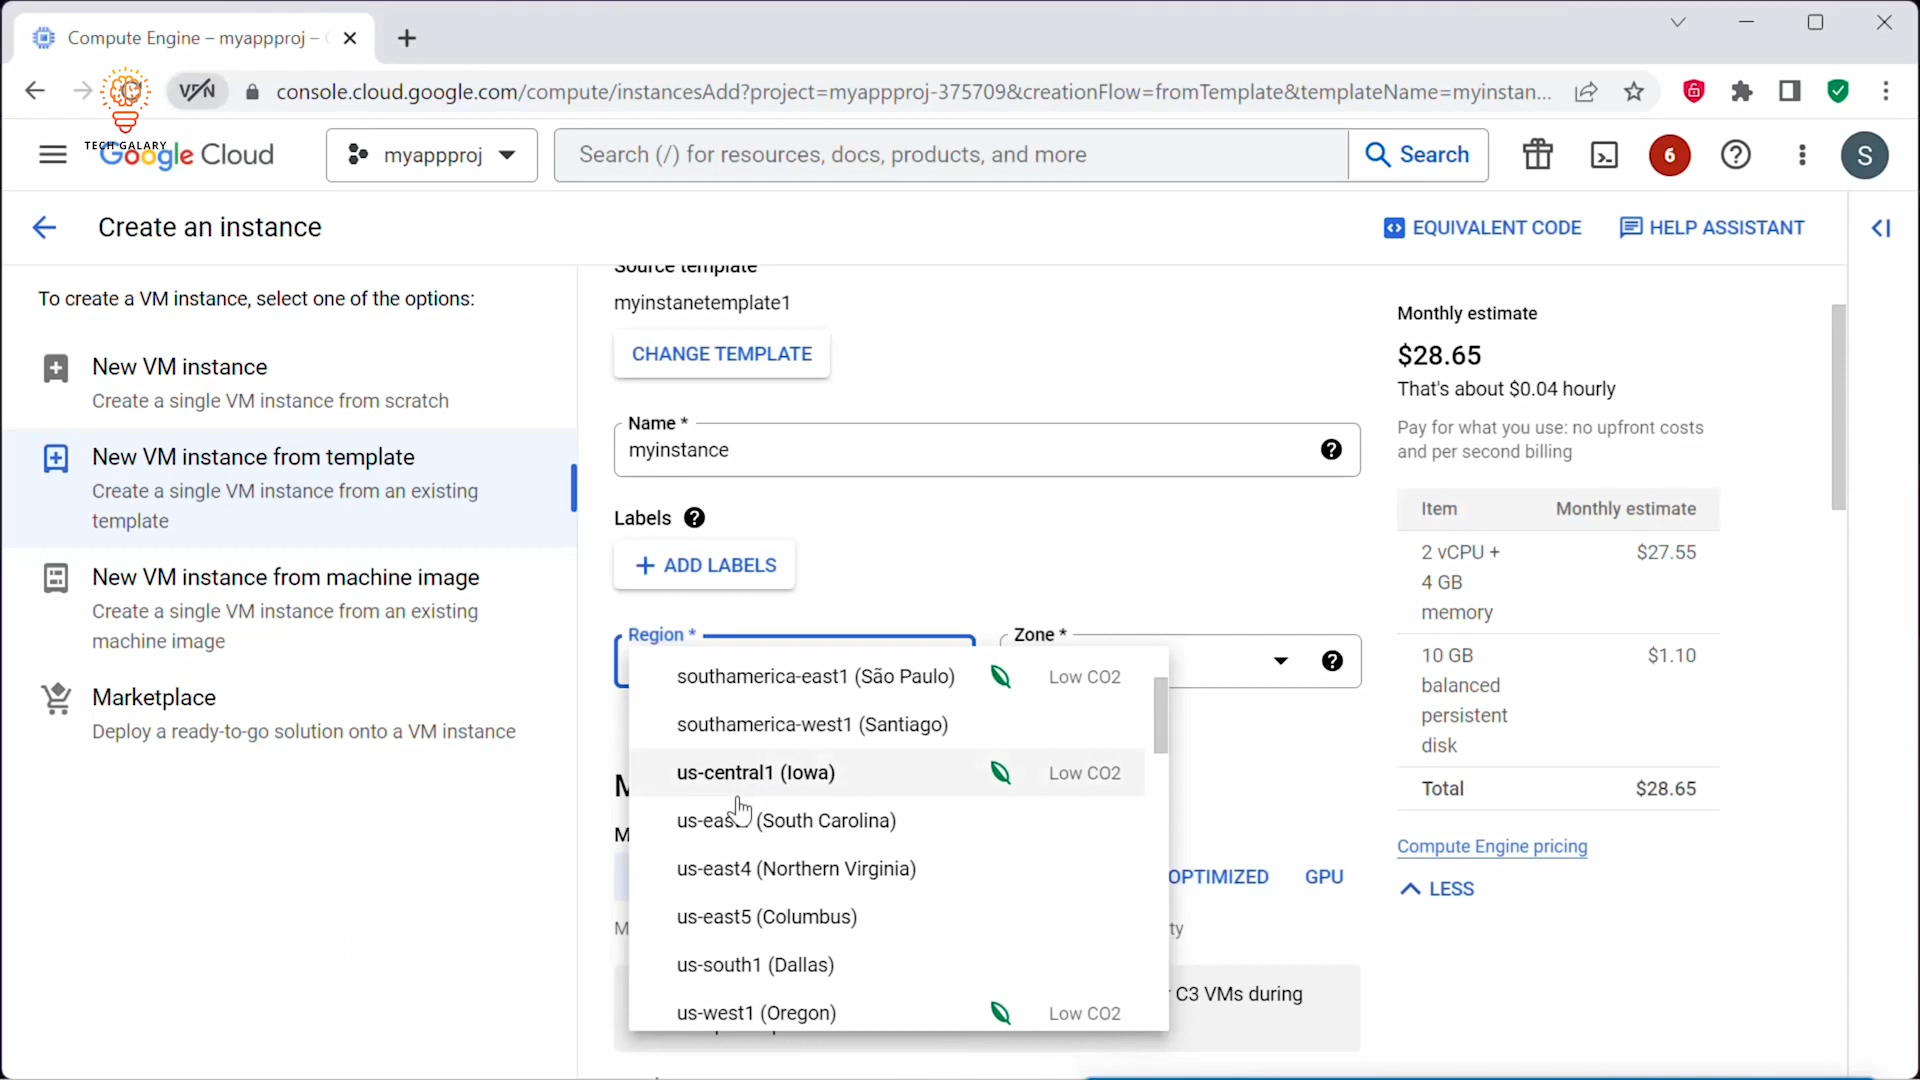 Compute Engine – myappproj –
VPN
console.cloud.google.com/compute/instancesAdd?project=myappproj-375709&creationFlow=fromTemplate&templateName=myinstan...
TECH GALARY
Google Cloud
myappproj
Search (/) for resources, docs, products, and more
Search
6
S
Create an instance
EQUIVALENT CODE
HELP ASSISTANT
To create a VM instance, select one of the options:
New VM instance
Create a single VM instance from scratch
New VM instance from template
Create a single VM instance from an existing
template
New VM instance from machine image
Create a single VM instance from an existing
machine image
Marketplace
Deploy a ready-to-go solution onto a VM instance
Source template
myinstanetemplate1
CHANGE TEMPLATE
Name *
myinstance
Labels
+ ADD LABELS
Region *
Zone *
southamerica-east1 (São Paulo) Low CO2
southamerica-west1 (Santiago)
us-central1 (Iowa) Low CO2
(South Carolina)
us-east4 (Northern Virginia)
us-east5 (Columbus)
us-south1 (Dallas)
us-west1 (Oregon) Low CO2
OPTIMIZED
GPU
C3 VMs during
Monthly estimate
$28.65
That's about $0.04 hourly
Pay for what you use: no upfront costs
and per second billing
Item Monthly estimate
2 vCPU + $27.55
4 GB
memory
10 GB $1.10
balanced
persistent
disk
Total $28.65
Compute Engine pricing
LESS